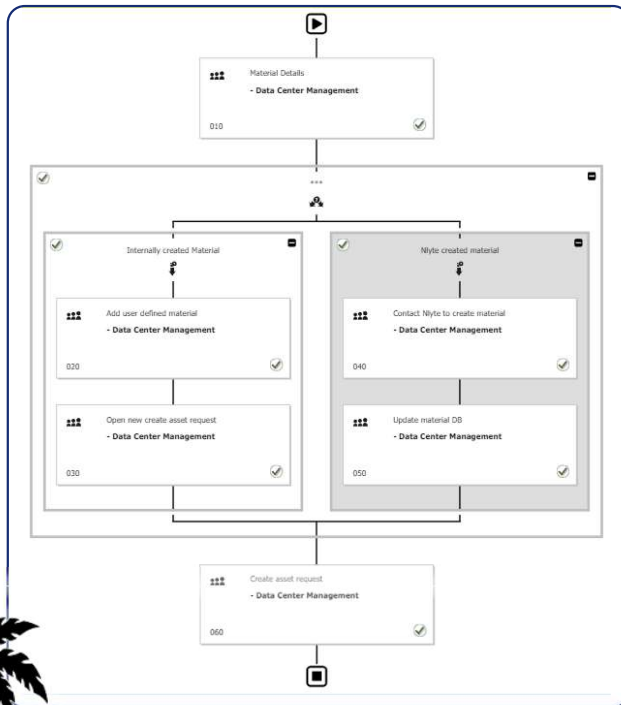 Material Details
- Data Center Management
010
...
Internally created Material
Nlyte created material
Add user defined material
- Data Center Management
020
Contact Nlyte to create material
- Data Center Management
040
Open new create asset request
- Data Center Management
030
Update material DB
- Data Center Management
050
Create asset request
- Data Center Management
060